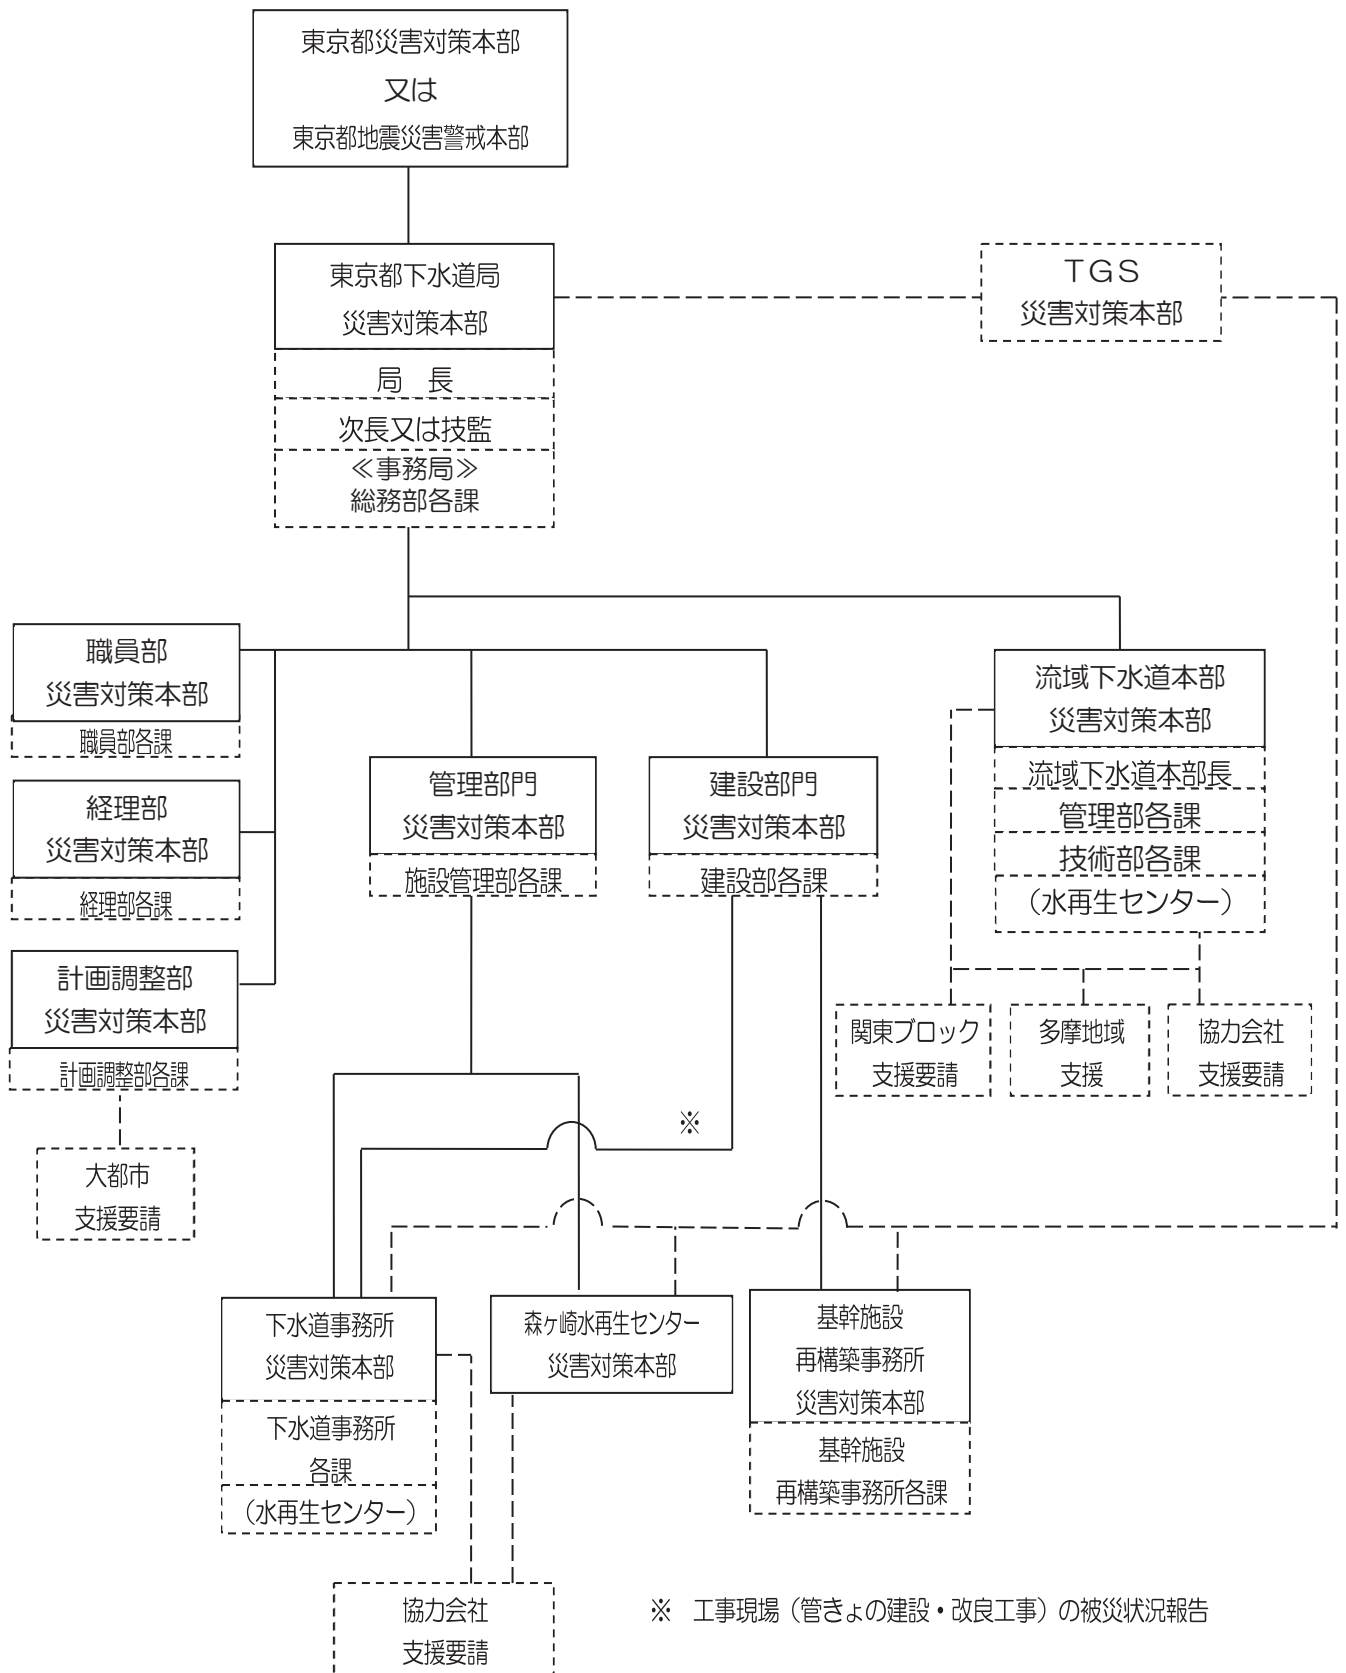 東京都災害対策本部
又は
東京都地震災害警戒本部
東京都下水道局
災害対策本部
局　長
次長又は技監
≪事務局≫
総務部各課
ＴＧＳ
災害対策本部
職員部
災害対策本部
職員部各課
経理部
災害対策本部
経理部各課
計画調整部
災害対策本部
計画調整部各課
大都市
支援要請
管理部門
災害対策本部
施設管理部各課
建設部門
災害対策本部
建設部各課
流域下水道本部
災害対策本部
流域下水道本部長
管理部各課
技術部各課
（水再生センター）
関東ブロック
支援要請
多摩地域
支援
協力会社
支援要請
※
下水道事務所
災害対策本部
下水道事務所
各課
（水再生センター）
森ヶ崎水再生センター
災害対策本部
基幹施設
再構築事務所
災害対策本部
基幹施設
再構築事務所各課
協力会社
支援要請
※　工事現場（管きょの建設・改良工事）の被災状況報告